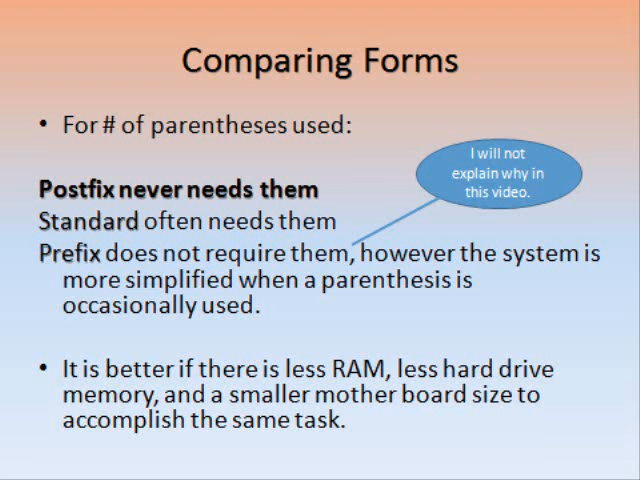 Comparing Forms
• For # of parentheses used:
I will not
explain why in
this video.
Postfix never needs them
Standard often needs them
Prefix does not require them, however the system is
more simplified when a parenthesis is
occasionally used.
• It is better if there is less RAM, less hard drive
memory, and a smaller mother board size to
accomplish the same task.